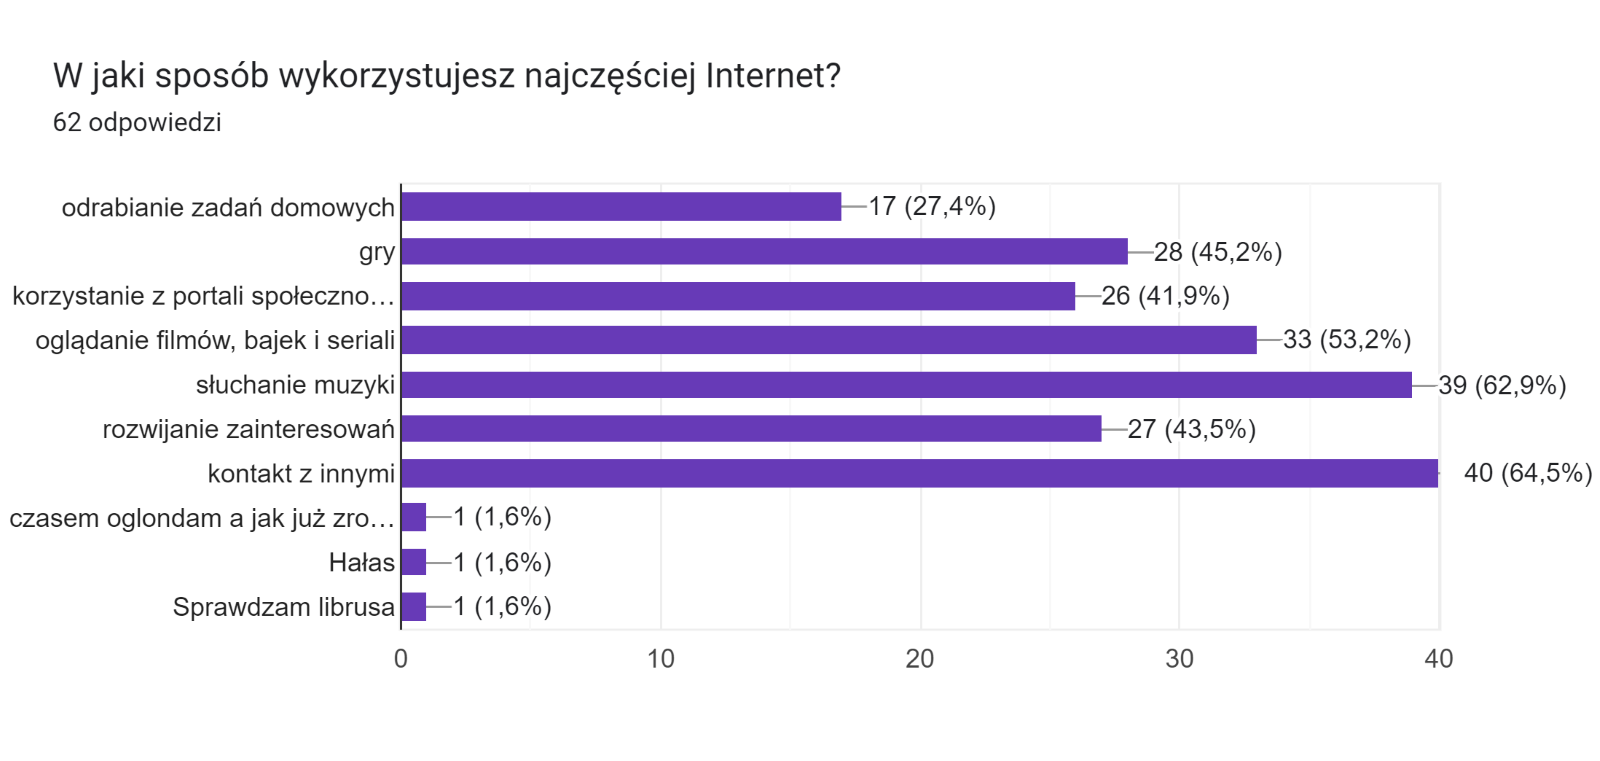 W jaki sposób wykorzystujesz najczęściej Internet?
62 odpowiedzi
odrabianie zadań domowych 17 (27,4%)
gry 28 (45,2%)
korzystanie z portali społeczno… 26 (41,9%)
oglądanie filmów, bajek i seriali 33 (53,2%)
słuchanie muzyki 39 (62,9%)
rozwijanie zainteresowań 27 (43,5%)
kontakt z innymi 40 (64,5%)
czasem oglondam a jak już zro… 1 (1,6%)
Hałas 1 (1,6%)
Sprawdzam librusa 1 (1,6%)
0 10 20 30 40